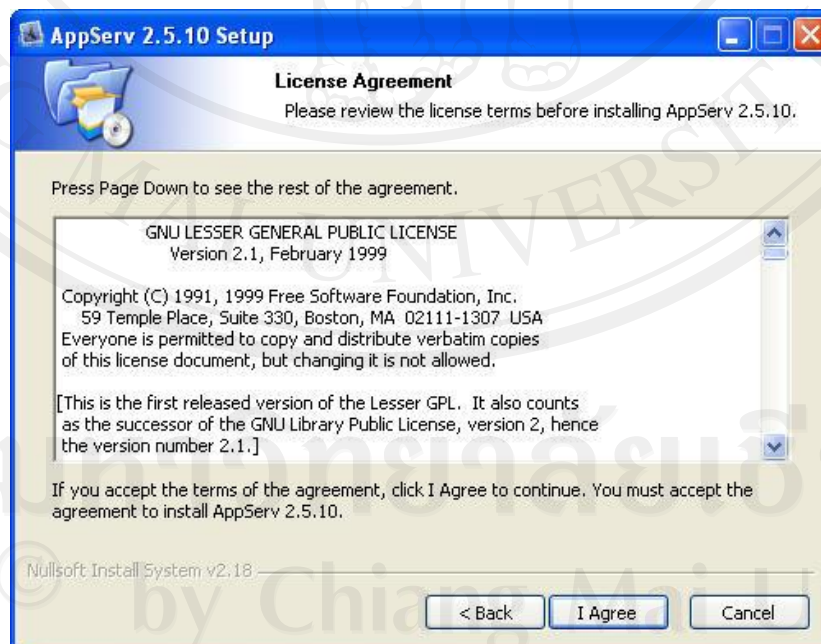 AppServ 2.5.10 Setup
License Agreement
Please review the license terms before installing AppServ 2.5.10.
Press Page Down to see the rest of the agreement.
GNU LESSER GENERAL PUBLIC LICENSE
Version 2.1, February 1999
Copyright (C) 1991, 1999 Free Software Foundation, Inc.
59 Temple Place, Suite 330, Boston, MA  02111-1307  USA
Everyone is permitted to copy and distribute verbatim copies
of this license document, but changing it is not allowed.
[This is the first released version of the Lesser GPL.  It also counts
as the successor of the GNU Library Public License, version 2, hence
the version number 2.1.]
If you accept the terms of the agreement, click I Agree to continue. You must accept the
agreement to install AppServ 2.5.10.
Nullsoft Install System v2.18
< Back
I Agree
Cancel
MAI UNIVERSIT
© by Chiang Mai U